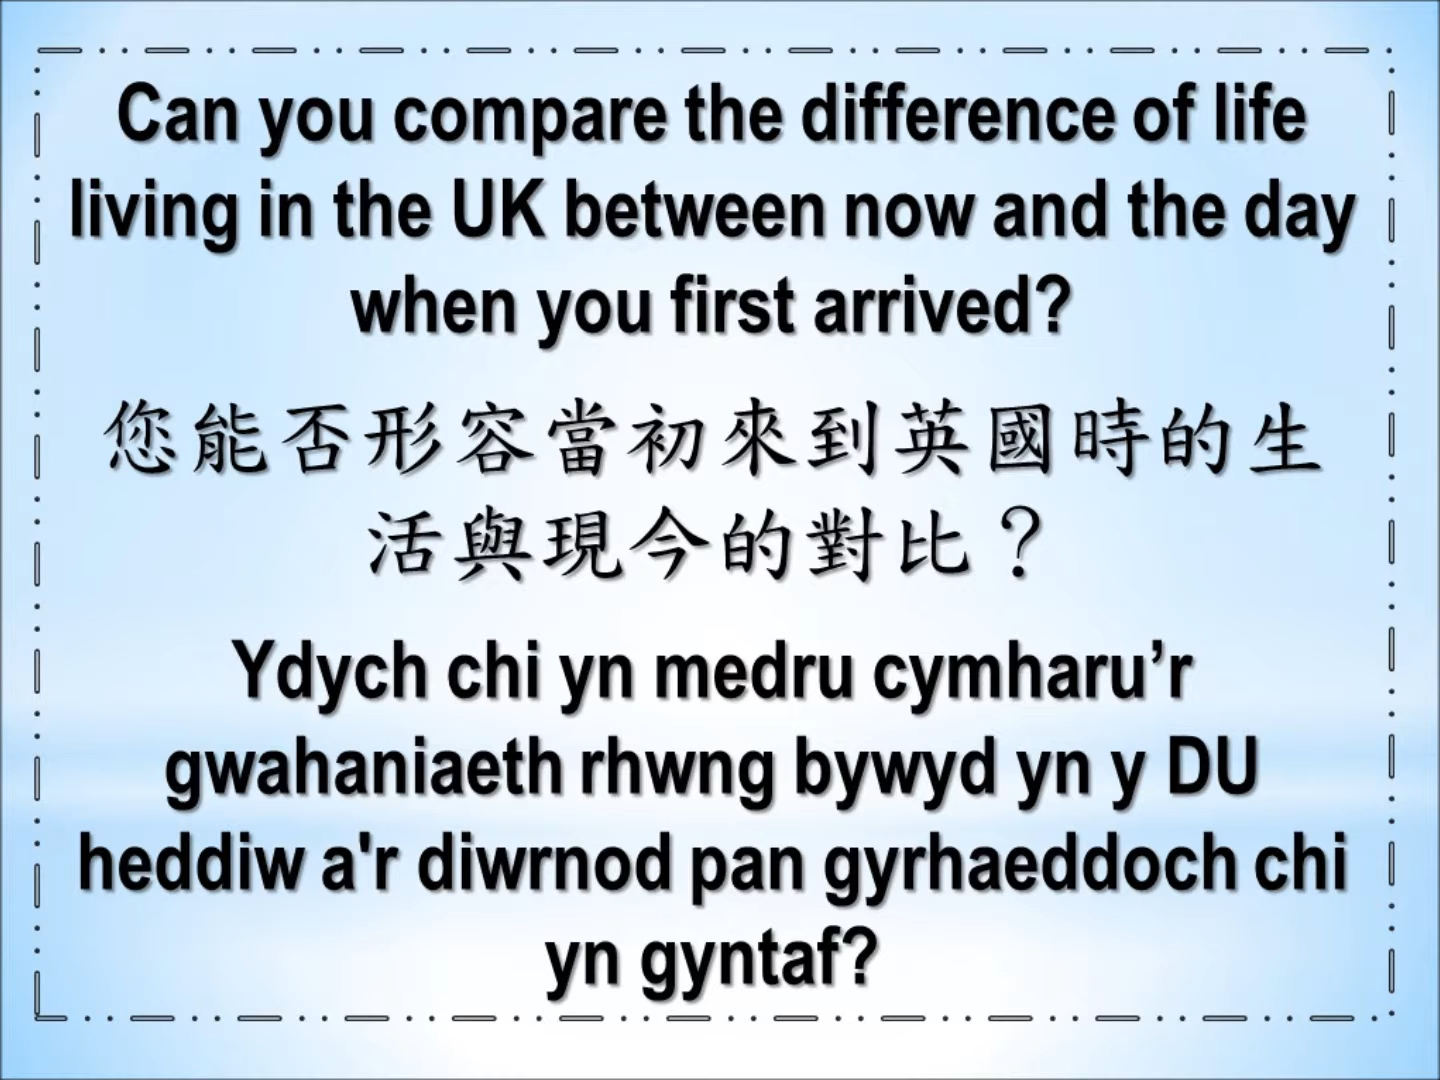 Can you compare the difference of life
living in the UK between now and the day
when you first arrived?
您能否形容當初來到英國時的生
活與現今的對比？
Ydych chi yn medru cymharu’r
gwahaniaeth rhwng bywyd yn y DU
heddiw a'r diwrnod pan gyrhaeddoch chi
yn gyntaf?